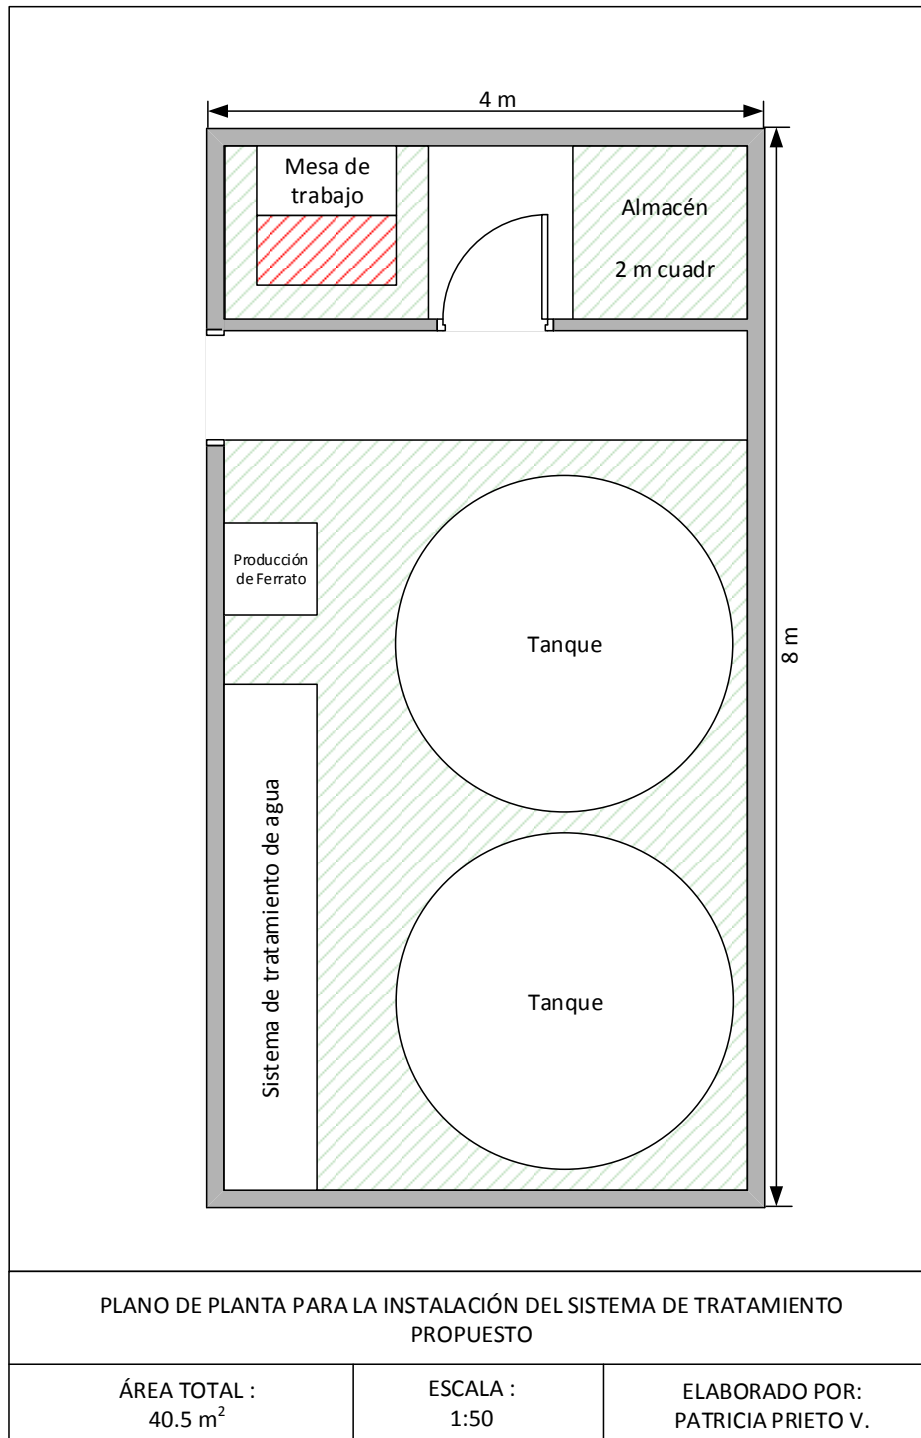 4 m
Mesa de
trabajo
Almacén
2 m cuadr
Producción
de Ferrato
Tanque
8 m
Sistema de tratamiento de agua
Tanque
PLANO DE PLANTA PARA LA INSTALACIÓN DEL SISTEMA DE TRATAMIENTO
PROPUESTO
ÁREA TOTAL :
40.5 m²
ESCALA :
1:50
ELABORADO POR:
PATRICIA PRIETO V.